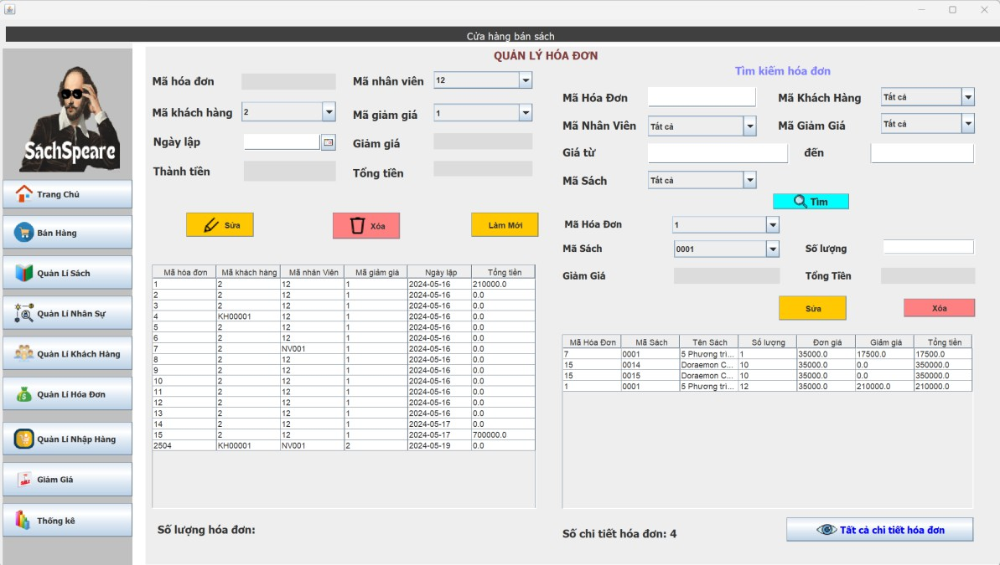 Cửa hàng bán sách
SáchSpeare
Trang Chủ
Bán Hàng
Quản Lí Sách
Quản Lí Nhân Sự
Quản Lí Khách Hàng
Quản Lí Hóa Đơn
Quản Lí Nhập Hàng
Giảm Giá
Thống kê
QUẢN LÝ HÓA ĐƠN
Mã hóa đơn
Mã nhân viên 12
Mã khách hàng 2
Mã giảm giá 1
Ngày lập
Giảm giá
Thành tiền
Tổng tiền
Sửa
Xóa
Làm Mới
Mã hóa đơn Mã khách hàng Mã nhân Viên Mã giảm giá Ngày lập Tổng tiền
1 2 12 1 2024-05-16 210000.0
2 2 12 1 2024-05-16 0.0
3 2 12 1 2024-05-16 0.0
4 KH00001 12 1 2024-05-16 0.0
5 2 12 1 2024-05-16 0.0
6 2 12 1 2024-05-16 0.0
7 2 NV001 1 2024-05-16 0.0
8 2 12 1 2024-05-16 0.0
9 2 12 1 2024-05-16 0.0
10 2 12 1 2024-05-16 0.0
11 2 12 1 2024-05-16 0.0
12 2 12 1 2024-05-16 0.0
13 2 12 1 2024-05-16 0.0
14 2 12 1 2024-05-17 0.0
15 2 12 1 2024-05-17 700000.0
2504 KH00001 NV001 2 2024-05-19 0.0
Số lượng hóa đơn:
Tìm kiếm hóa đơn
Mã Hóa Đơn
Mã Khách Hàng Tất cả
Mã Nhân Viên Tất cả
Mã Giảm Giá Tất cả
Giá từ
đến
Mã Sách Tất cả
Tìm
Mã Hóa Đơn 1
Mã Sách 0001
Số lượng
Giảm Giá
Tổng Tiền
Sửa
Xóa
Mã Hóa Đơn Mã Sách Tên Sách Số lượng Đơn giá Giảm giá Tổng tiền
7 0001 5 Phương trì... 1 35000.0 17500.0 17500.0
15 0014 Doraemon C... 10 35000.0 0.0 350000.0
15 0015 Doraemon C... 10 35000.0 0.0 350000.0
1 0001 5 Phương trì... 12 35000.0 210000.0 210000.0
Số chi tiết hóa đơn: 4
Tất cả chi tiết hóa đơn